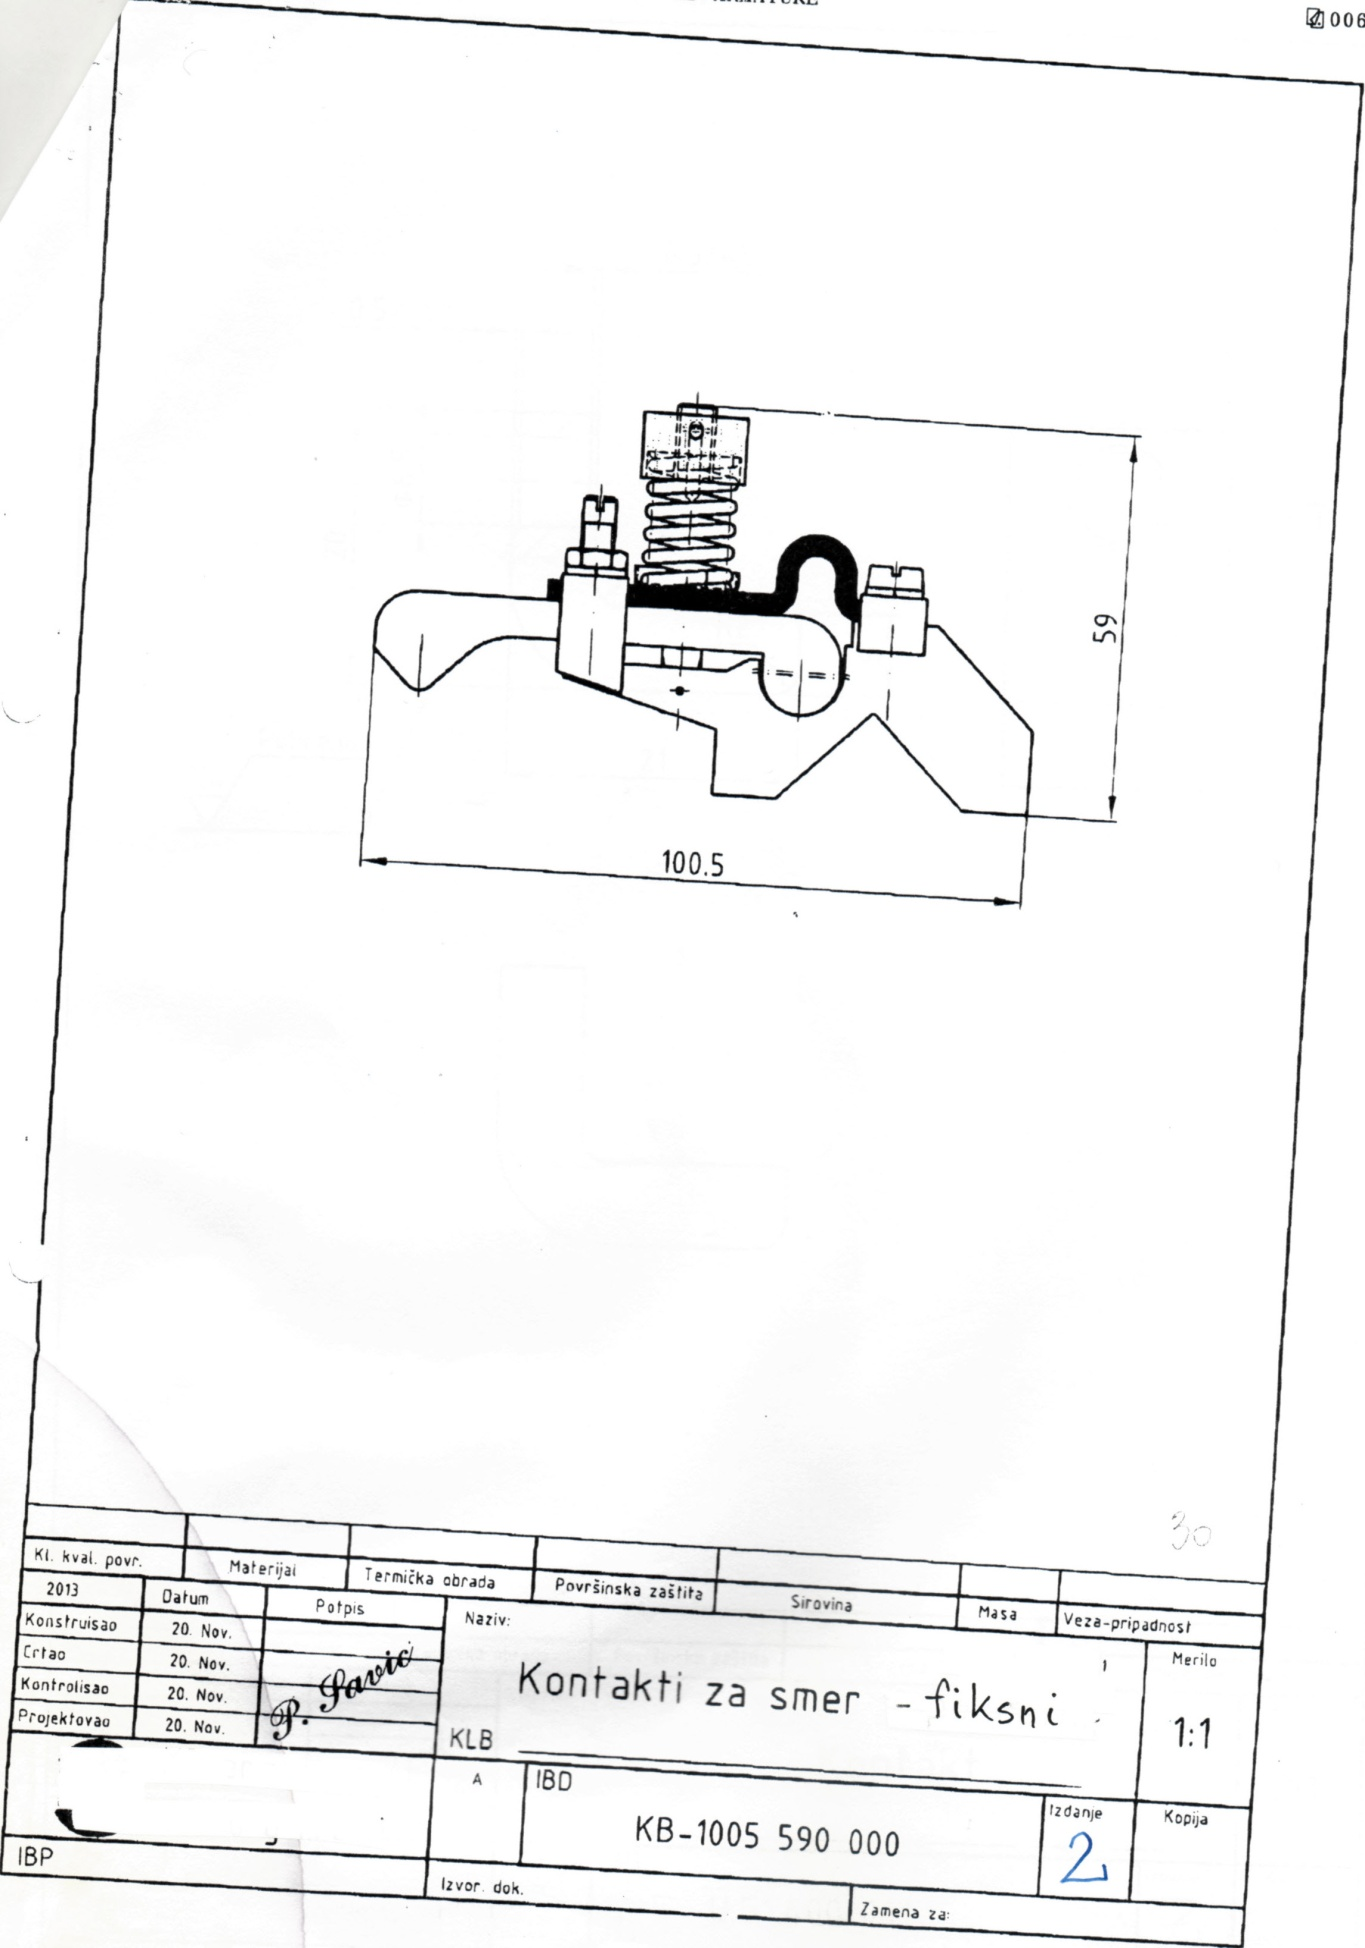 006
59
100.5
30
Kl. kval. povr.
Materijal
Termička obrada
Površinska zaštita
Sirovina
Masa
Veza-pripadnost
2013
Datum
Potpis
Naziv:
Merilo
Konstruisao
20. Nov.
Crtao
20. Nov.
Kontrolisao
20. Nov.
Projektovao
20. Nov.
P. Savić
Kontakti za smer - fiksni
1
1:1
KLB
A
IBD
KB-1005 590 000
Izdanje
2
Kopija
IBP
Izvor. dok.
Zamena za: